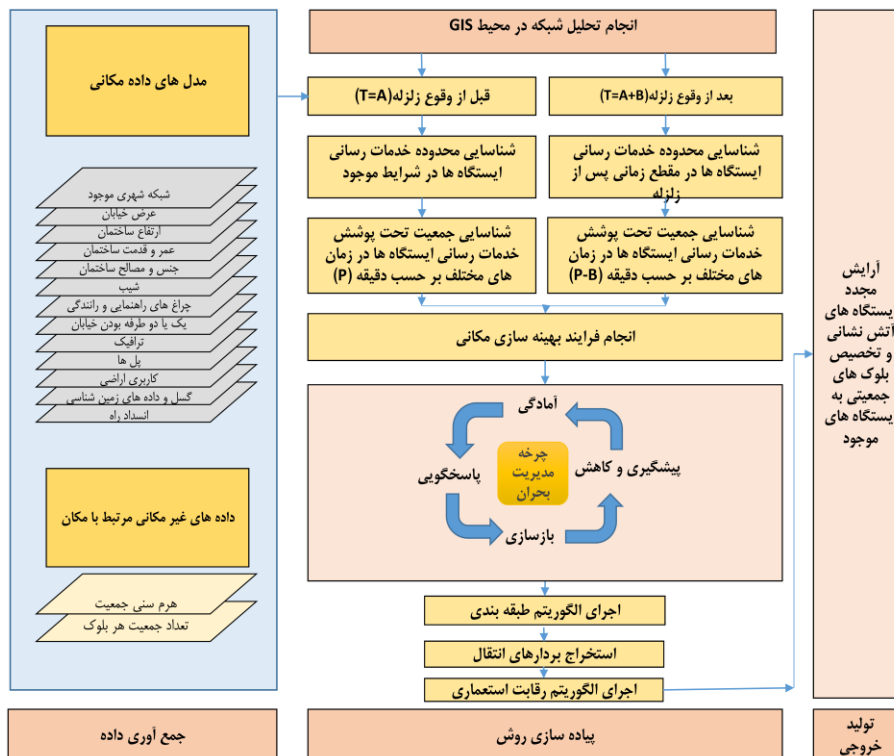 انجام تحلیل شبکه در محیط GIS
مدل های داده مکانی
قبل از وقوع زلزله(T=A)
بعد از وقوع زلزله(T=A+B)
شناسایی محدوده خدمات رسانی
ایستگاه ها در شرایط موجود
شناسایی محدوده خدمات رسانی
ایستگاه ها در مقطع زمانی پس از
زلزله
شناسایی جمعیت تحت پوشش
خدمات رسانی ایستگاه ها در زمان
های مختلف بر حسب دقیقه (P)
شناسایی جمعیت تحت پوشش
خدمات رسانی ایستگاه ها در زمان
های مختلف بر حسب دقیقه (P-B)
شبکه شهری موجود
عرض خیابان
ارتفاع ساختمان
عمر و قدمت ساختمان
جنس و مصالح ساختمان
شیب
چراغ های راهنمایی و رانندگی
یک یا دو طرفه بودن خیابان
ترافیک
پل ها
کاربری اراضی
گسل و داده های زمین شناسی
انسداد راه
انجام فرایند بهینه سازی مکانی
آمادگی
پاسخگویی
چرخه
مدیریت
بحران
پیشگیری و کاهش
بازسازی
داده های غیر مکانی مرتبط با مکان
هرم سنی جمعیت
تعداد جمعیت هر بلوک
اجرای الگوریتم طبقه بندی
استخراج بردارهای انتقال
اجرای الگوریتم رقابت استعماری
آرایش
مجدد
یستگاه های
آتش نشانی
و تخصیص
بلوک های
جمعیتی به
یستگاه های
موجود
جمع آوری داده
پیاده سازی روش
تولید
خروجی